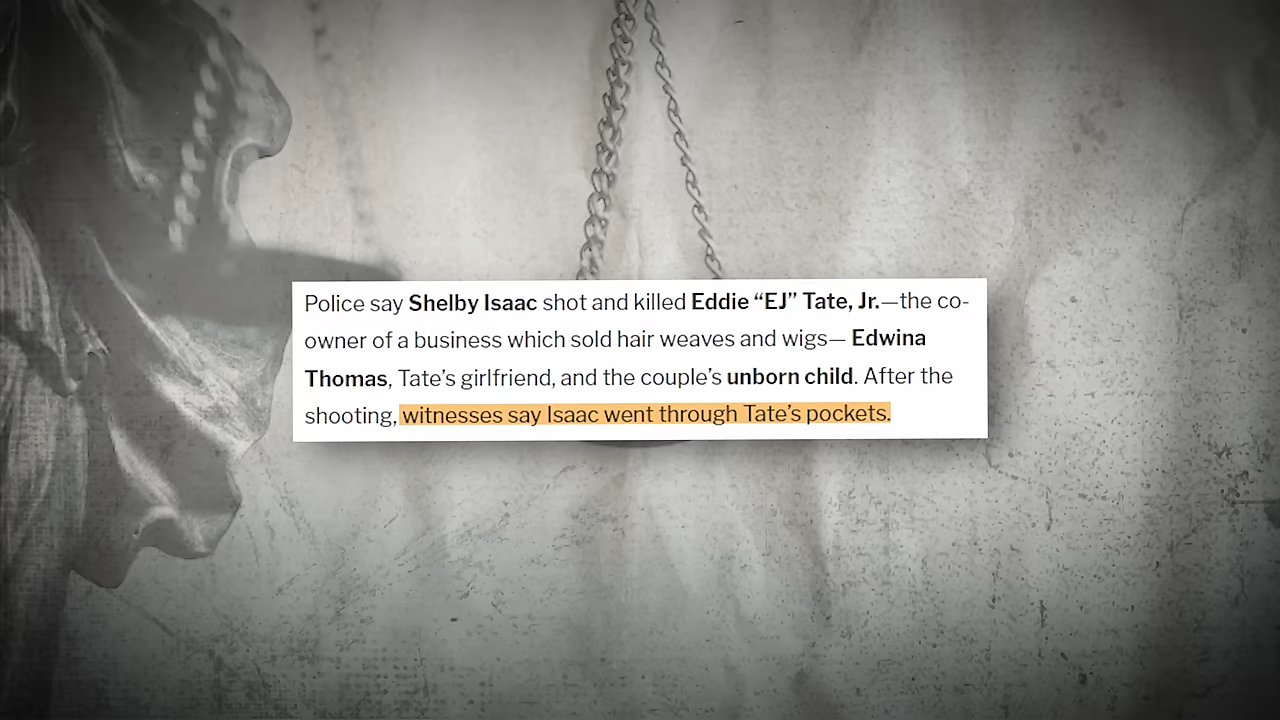 Police say Shelby Isaac shot and killed Eddie “EJ” Tate, Jr.—the co-
owner of a business which sold hair weaves and wigs— Edwina
Thomas, Tate’s girlfriend, and the couple’s unborn child. After the
shooting, witnesses say Isaac went through Tate’s pockets.